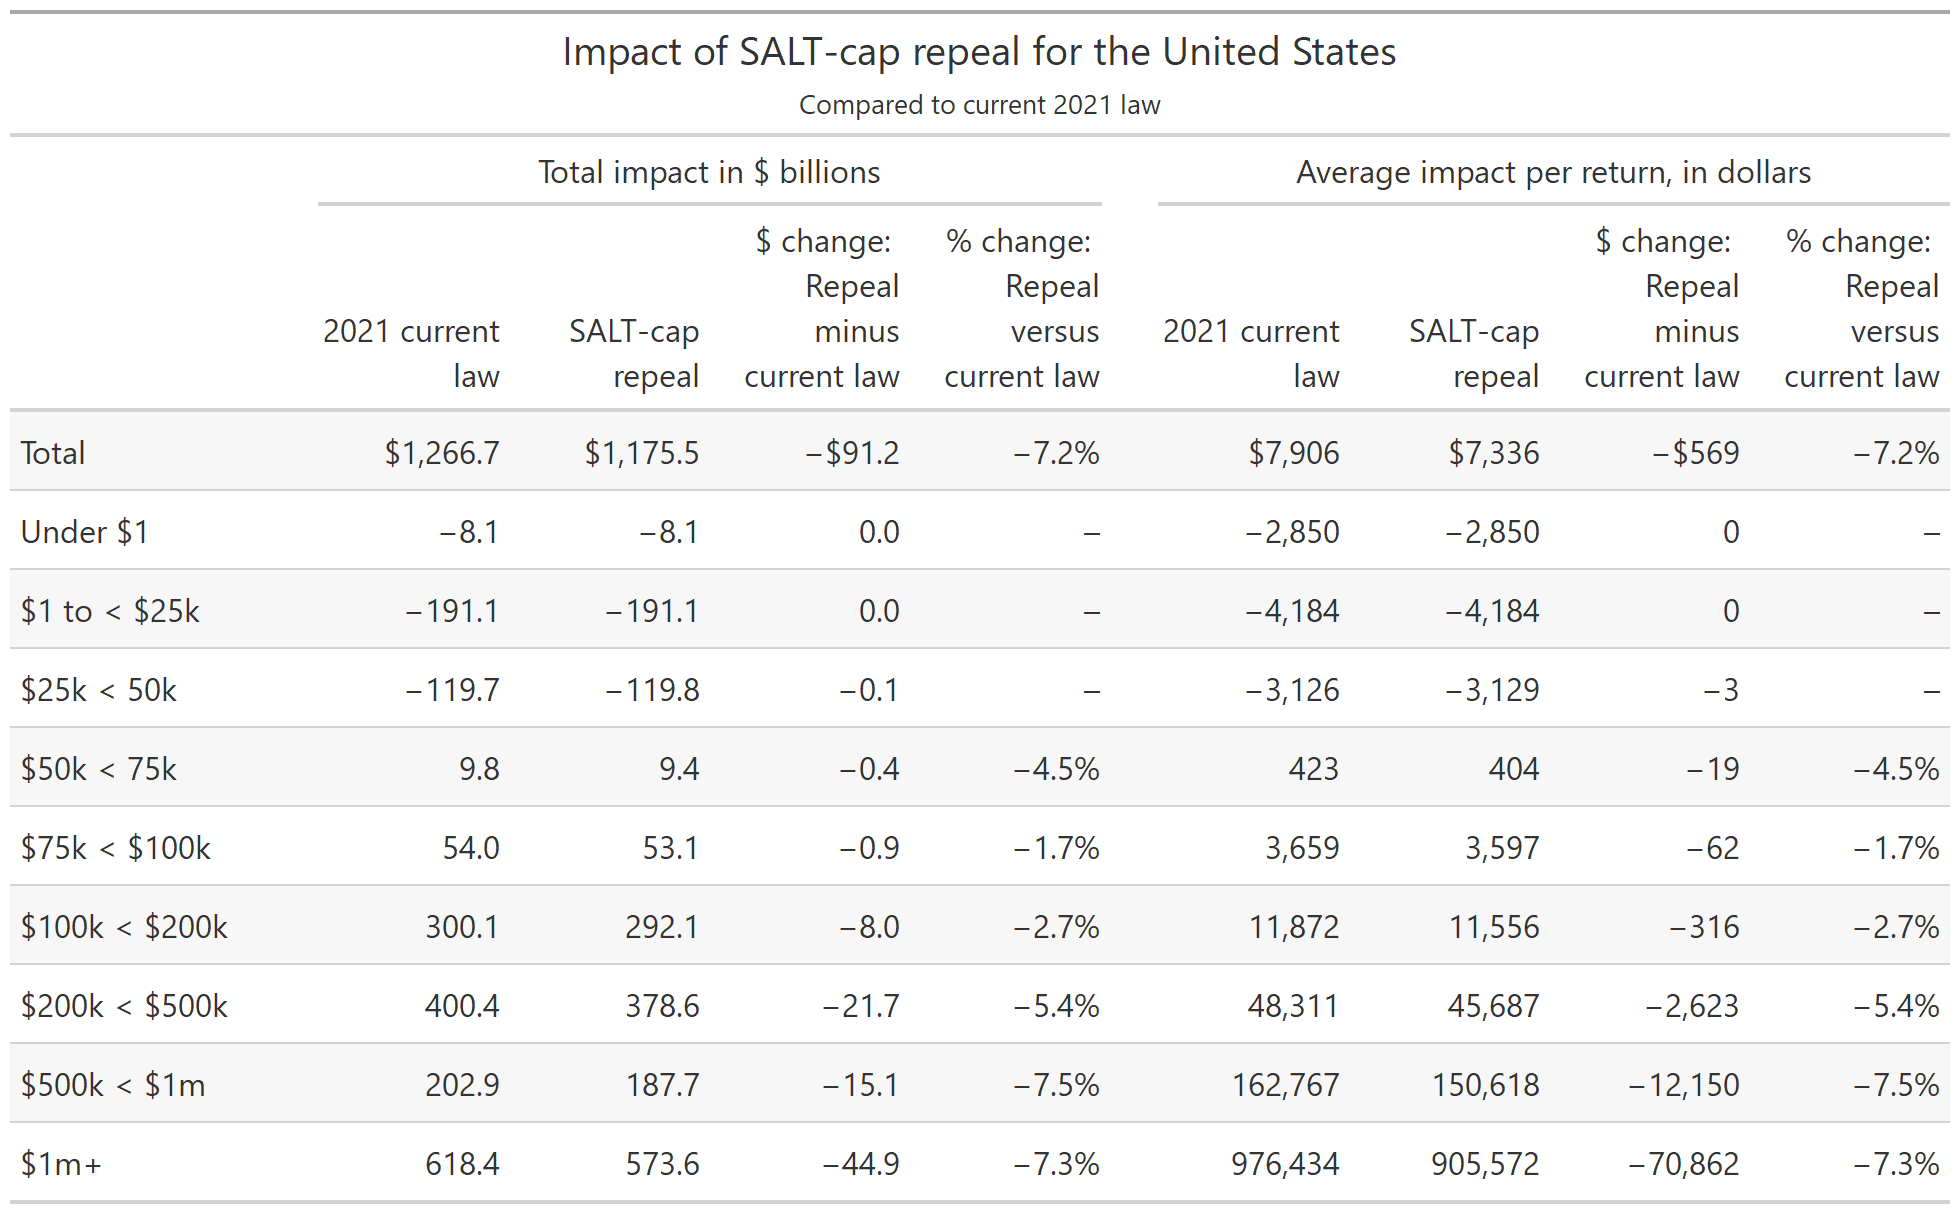 Impact of SALT-cap repeal for the United States
Compared to current 2021 law
Total impact in $ billions Average impact per return, in dollars
$ change: % change: $ change: % change:
Repeal Repeal Repeal Repeal
2021 current SALT-cap minus versus 2021 current SALT-cap minus versus
law repeal current law current law law repeal current law current law
Total $1,266.7 $1,175.5 −$91.2 −7.2% $7,906 $7,336 −$569 −7.2%
Under $1 −8.1 −8.1 0.0 – −2,850 −2,850 0 –
$1 to < $25k −191.1 −191.1 0.0 – −4,184 −4,184 0 –
$25k < 50k −119.7 −119.8 −0.1 – −3,126 −3,129 −3 –
$50k < 75k 9.8 9.4 −0.4 −4.5% 423 404 −19 −4.5%
$75k < $100k 54.0 53.1 −0.9 −1.7% 3,659 3,597 −62 −1.7%
$100k < $200k 300.1 292.1 −8.0 −2.7% 11,872 11,556 −316 −2.7%
$200k < $500k 400.4 378.6 −21.7 −5.4% 48,311 45,687 −2,623 −5.4%
$500k < $1m 202.9 187.7 −15.1 −7.5% 162,767 150,618 −12,150 −7.5%
$1m+ 618.4 573.6 −44.9 −7.3% 976,434 905,572 −70,862 −7.3%